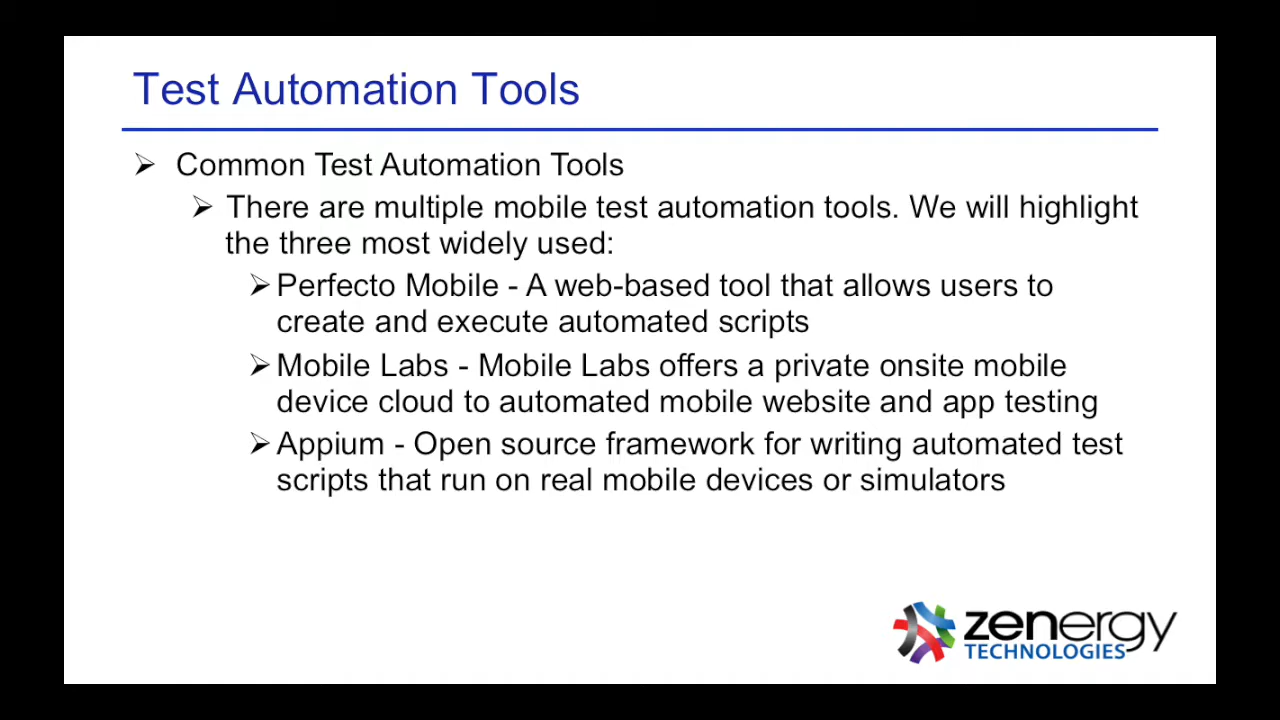 Test Automation Tools
➢ Common Test Automation Tools
➢ There are multiple mobile test automation tools. We will highlight
the three most widely used:
➢ Perfecto Mobile - A web-based tool that allows users to
create and execute automated scripts
➢ Mobile Labs - Mobile Labs offers a private onsite mobile
device cloud to automated mobile website and app testing
➢ Appium - Open source framework for writing automated test
scripts that run on real mobile devices or simulators
zenergy
TECHNOLOGIES